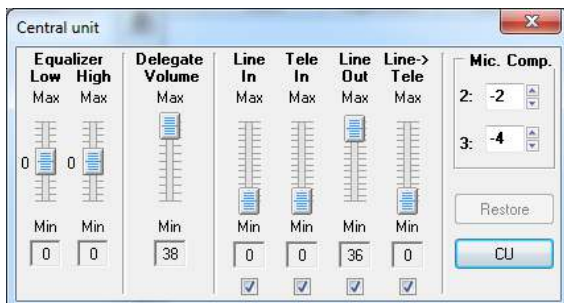 Central unit
Equalizer Delegate Line Tele Line Line-> Mic. Comp.
Low High Volume In In Out Tele
Max Max Max Max Max Max Max 2: -2
3: -4
0 0
Min Min Min Min Min Min Min Restore
0 0 38 0 0 36 0 CU